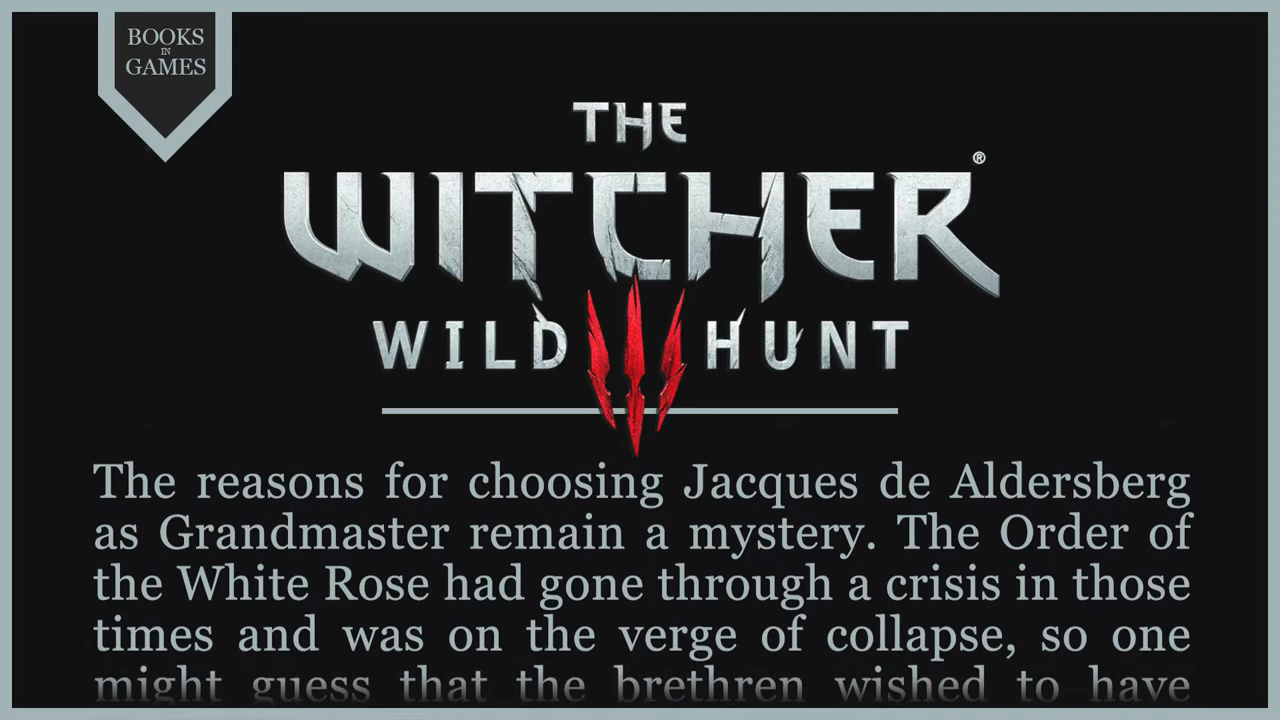 BOOKS
IN
GAMES
THE
WITCHER®
WILD HUNT
The reasons for choosing Jacques de Aldersberg
as Grandmaster remain a mystery. The Order of
the White Rose had gone through a crisis in those
times and was on the verge of collapse, so one
might guess that the brethren wished to have